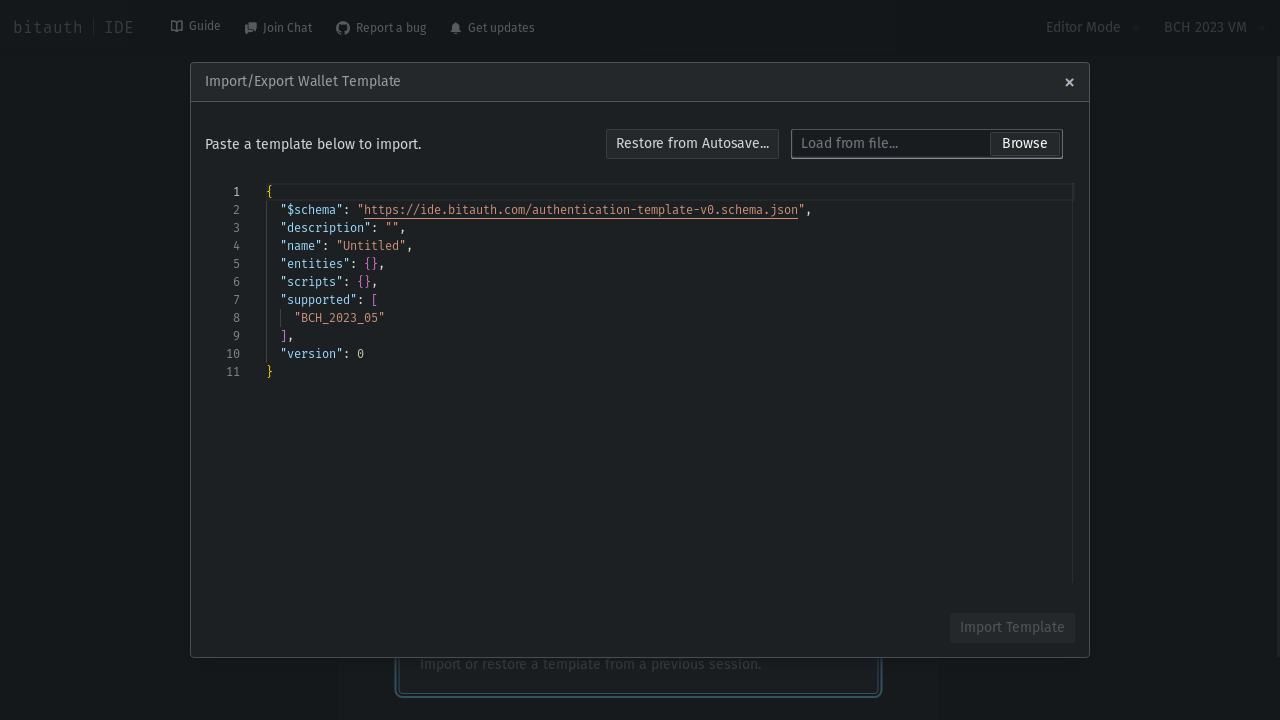 bitauth | IDE
Guide
Join Chat
Report a bug
Get updates
Editor Mode
BCH 2023 VM
Import/Export Wallet Template
×
Paste a template below to import.
Restore from Autosave...
Load from file...
Browse
1 {
2 "$schema": "https://ide.bitauth.com/authentication-template-v0.schema.json",
3 "description": "",
4 "name": "Untitled",
5 "entities": {},
6 "scripts": {},
7 "supported": [
8 "BCH_2023_05"
9 ],
10 "version": 0
11 }
Import Template
Import or restore a template from a previous session.